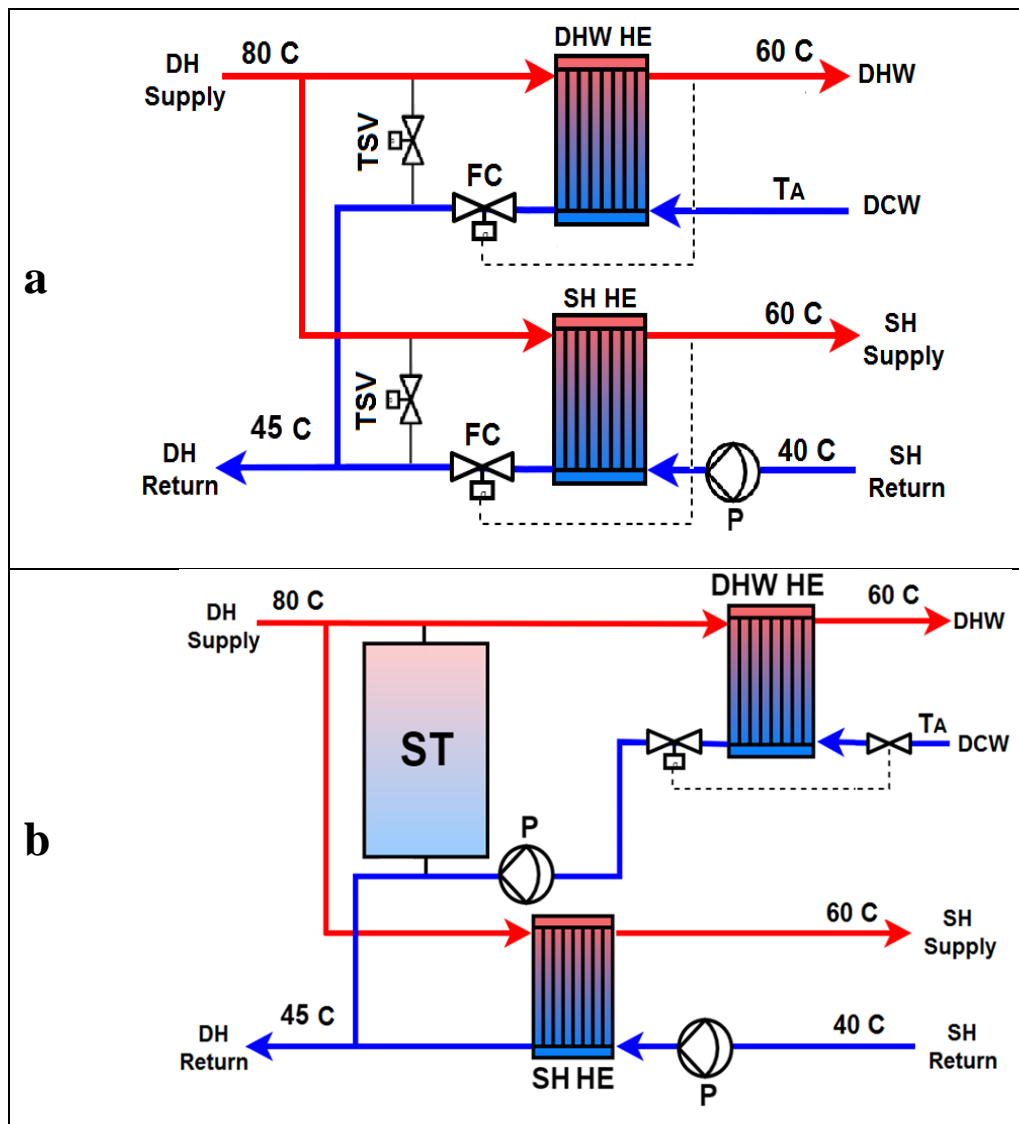 a
80 C
DH
Supply
DHW HE
60 C
DHW
TSV
FC
TA
DCW
SH HE
60 C
SH
Supply
TSV
FC
45 C
DH
Return
40 C
SH
Return
P
b
DHW HE
80 C
60 C
DH
Supply
DHW
ST
TA
DCW
P
60 C
SH
Supply
45 C
40 C
DH
Return
SH
Return
SH HE
P